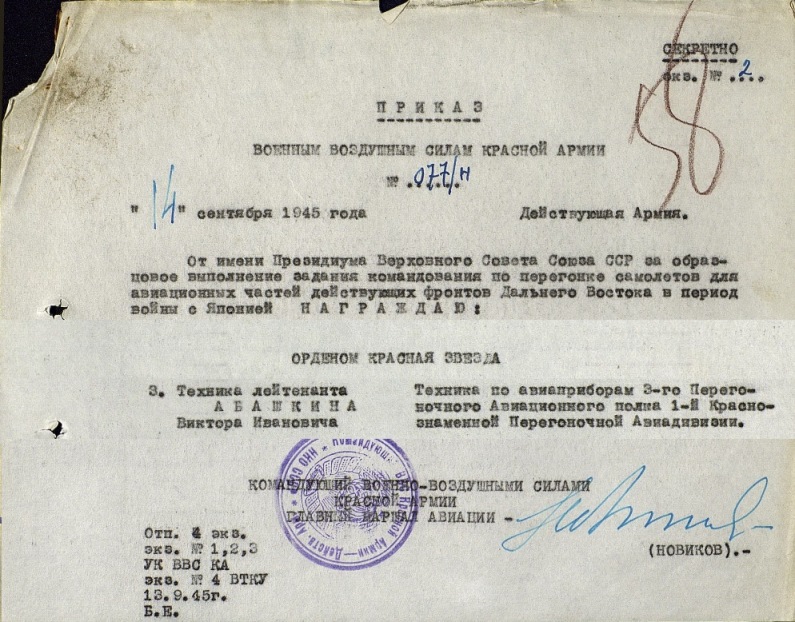 СЕКРЕТНО
экз. № 2
58
ПРИКАЗ
ВОЕННЫМ ВОЗДУШНЫМ СИЛАМ КРАСНОЙ АРМИИ
№ 077/н
"14" сентября 1945 года Действующая Армия.
От имени Президиума Верховного Совета Союза ССР за образ-
цовое выполнение задания командования по перегонке самолетов для
авиационных частей действующих фронтов Дальнего Востока в период
войны с Японией НАГРАЖДАЮ:
ОРДЕНОМ КРАСНАЯ ЗВЕЗДА
3. Техника лейтенанта Техника по авиаприборам 3-го Перего-
АБАШКИНА ночного Авиационного полка 1-й Красно-
Виктора Ивановича знаменной Перегоночной Авиадивизии.
КОМАНДУЮЩИЙ ВОЕННО-ВОЗДУШНЫМИ СИЛАМИ
КРАСНОЙ АРМИИ
ГЛАВНЫЙ МАРШАЛ АВИАЦИИ -
(НОВИКОВ).-
Отп. 4 экз.
экз. № 1,2,3
УК ВВС КА
экз. № 4 ВТКУ
13.9.45г.
Б.Е.